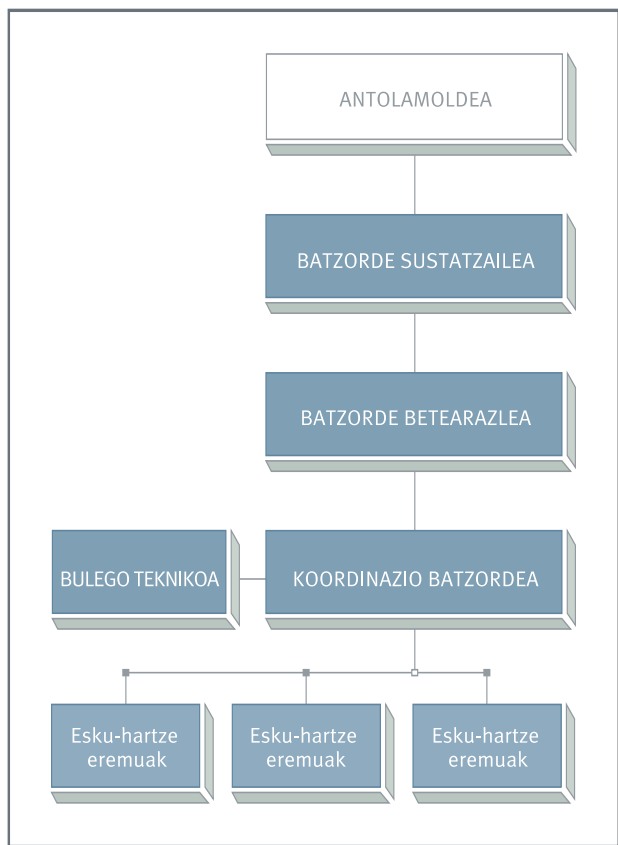 ANTOLAMOLDEA
BATZORDE SUSTATZAILEA
BATZORDE BETEARAZLEA
BULEGO TEKNIKOA
KOORDINAZIO BATZORDEA
Esku-hartze
eremuak
Esku-hartze
eremuak
Esku-hartze
eremuak